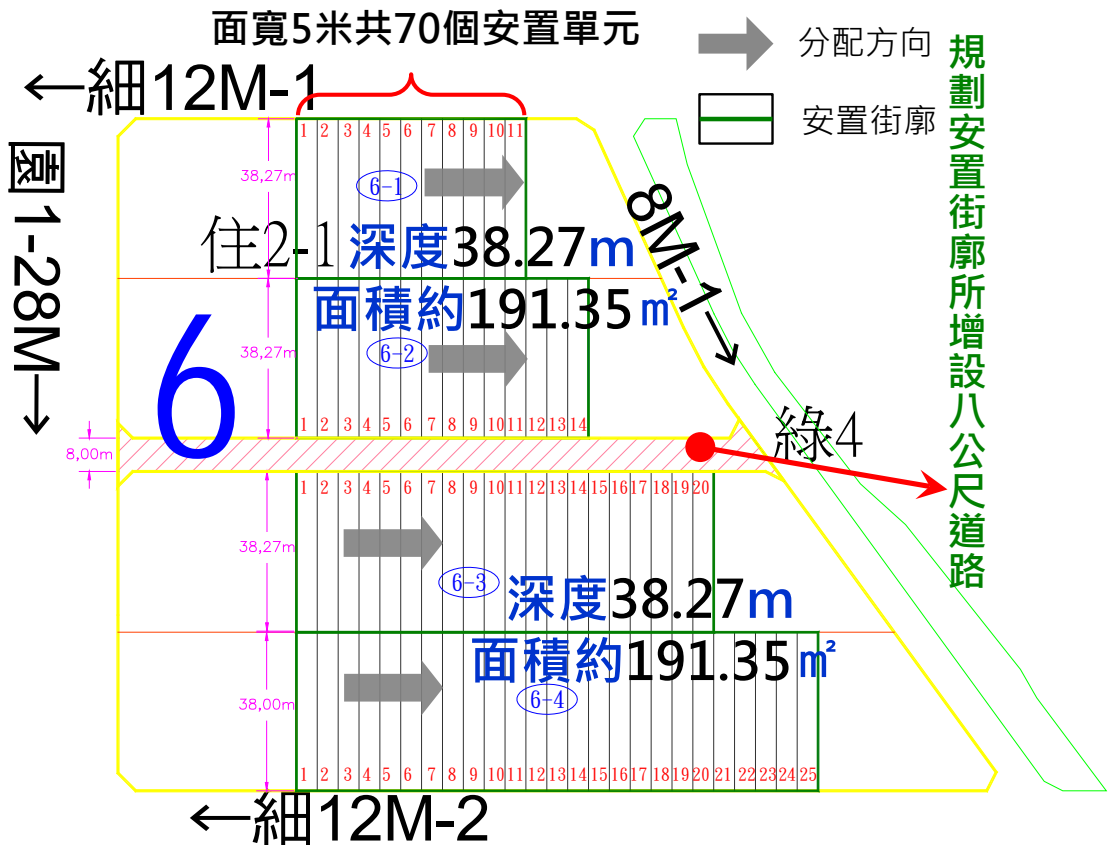 面寬5米共70個安置單元
分配方向
安置街廓
規劃安置街廓所增設八公尺道路
←細12M-1
園1-28M→
8M-1→
1 2 3 4 5 6 7 8 9 10 11
38,27m
6-1
住2-1
深度38.27m
面積約191.35㎡
6
38,27m
6-2
1 2 3 4 5 6 7 8 9 10 11 12 13 14
8,00m
綠4
1 2 3 4 5 6 7 8 9 10 11 12 13 14 15 16 17 18 19 20
38,27m
6-3
深度38.27m
面積約191.35㎡
38,00m
6-4
1 2 3 4 5 6 7 8 9 10 11 12 13 14 15 16 17 18 19 20 21 22 23 24 25
←細12M-2